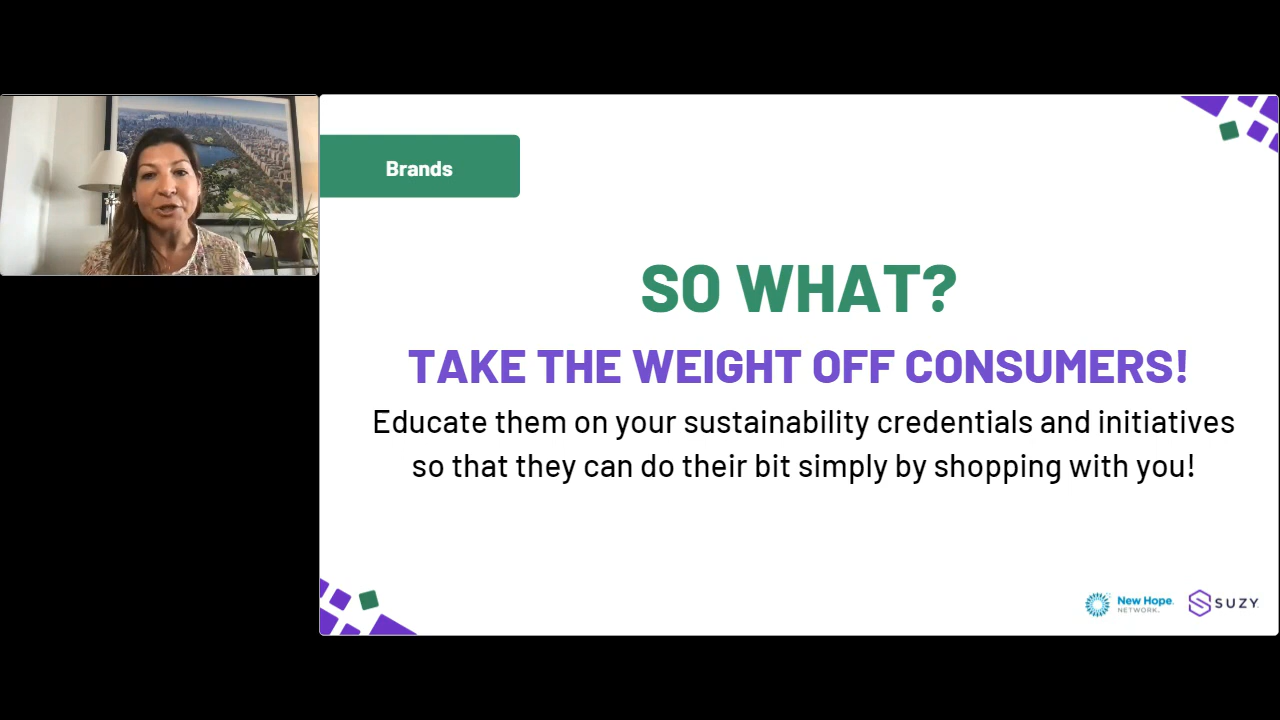 Brands
SO WHAT?
TAKE THE WEIGHT OFF CONSUMERS!
Educate them on your sustainability credentials and initiatives
so that they can do their bit simply by shopping with you!
New Hope
NETWORK
SUZY